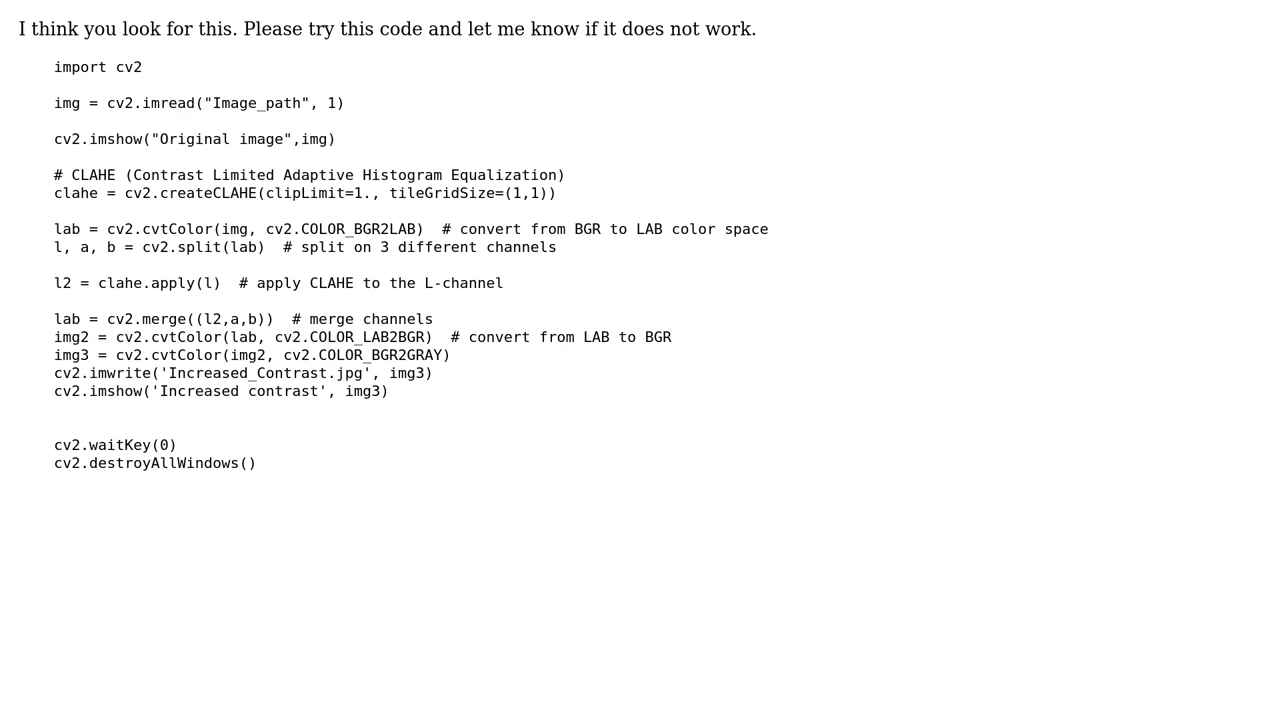 I think you look for this. Please try this code and let me know if it does not work.
import cv2
img = cv2.imread("Image_path", 1)
cv2.imshow("Original image",img)
# CLAHE (Contrast Limited Adaptive Histogram Equalization)
clahe = cv2.createCLAHE(clipLimit=1., tileGridSize=(1,1))
lab = cv2.cvtColor(img, cv2.COLOR_BGR2LAB)  # convert from BGR to LAB color space
l, a, b = cv2.split(lab)  # split on 3 different channels
l2 = clahe.apply(l)  # apply CLAHE to the L-channel
lab = cv2.merge((l2,a,b))  # merge channels
img2 = cv2.cvtColor(lab, cv2.COLOR_LAB2BGR)  # convert from LAB to BGR
img3 = cv2.cvtColor(img2, cv2.COLOR_BGR2GRAY)
cv2.imwrite('Increased_Contrast.jpg', img3)
cv2.imshow('Increased contrast', img3)
cv2.waitKey(0)
cv2.destroyAllWindows()